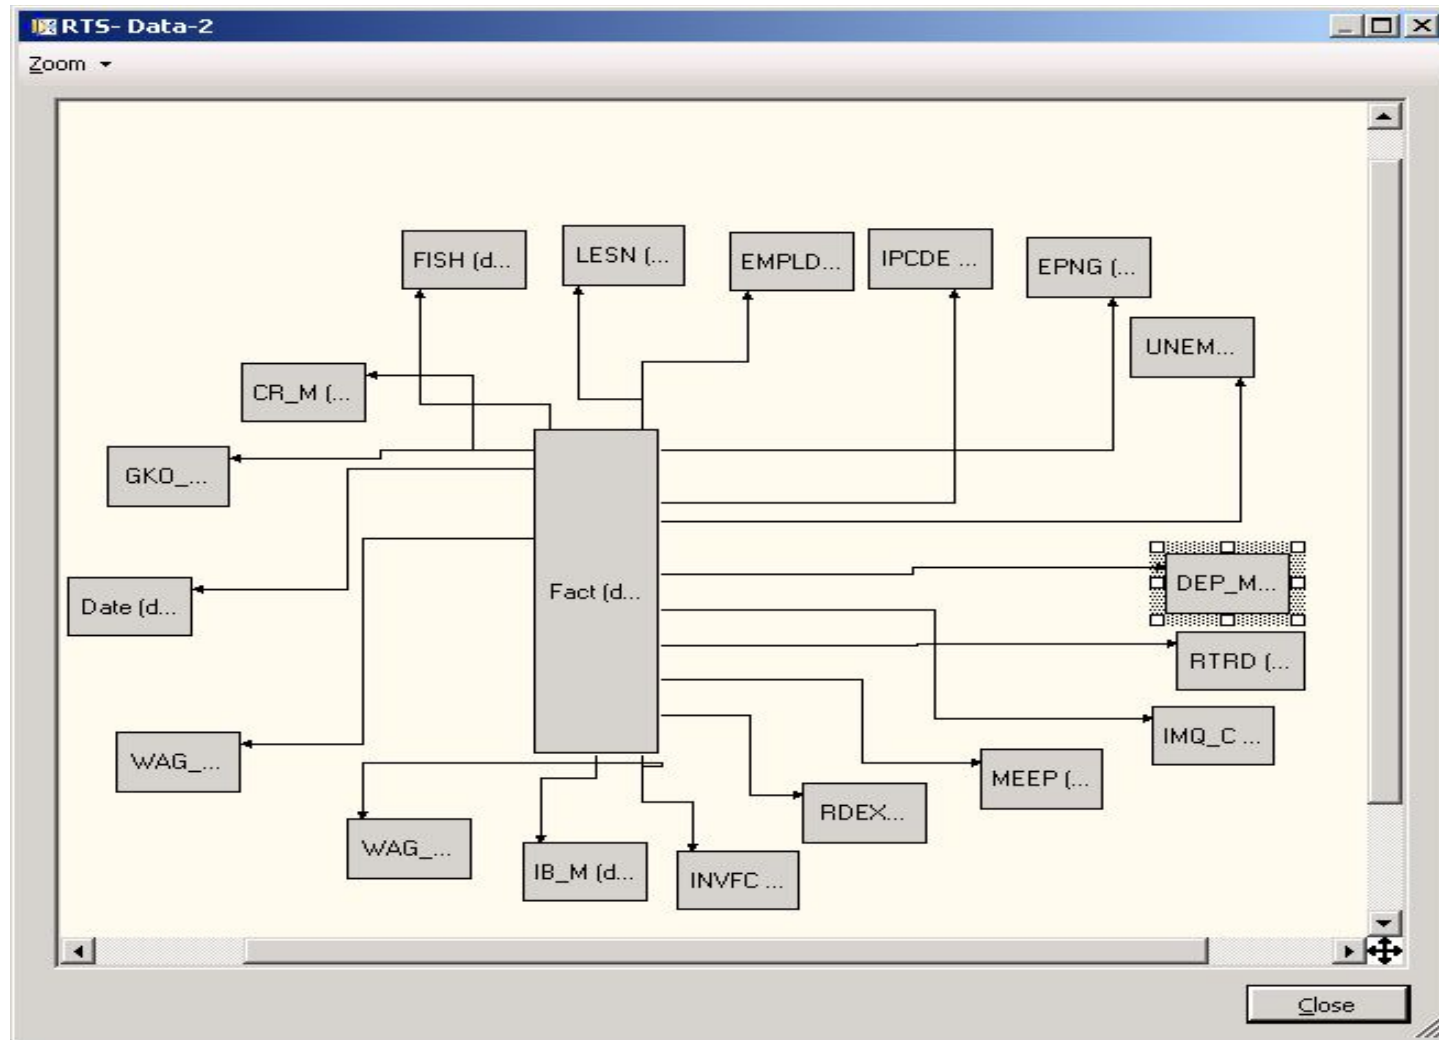 RTS- Data-2
Zoom
FISH (d...
LESN (...
EMPLD...
IPCDE ...
EPNG (...
UNEM...
CR_M (...
GKO_...
Date (d...
Fact (d...
DEP_M...
RTRD (...
IMQ_C ...
WAG_...
MEEP (...
RDEX...
WAG_...
IB_M (d...
INVFC ...
Close